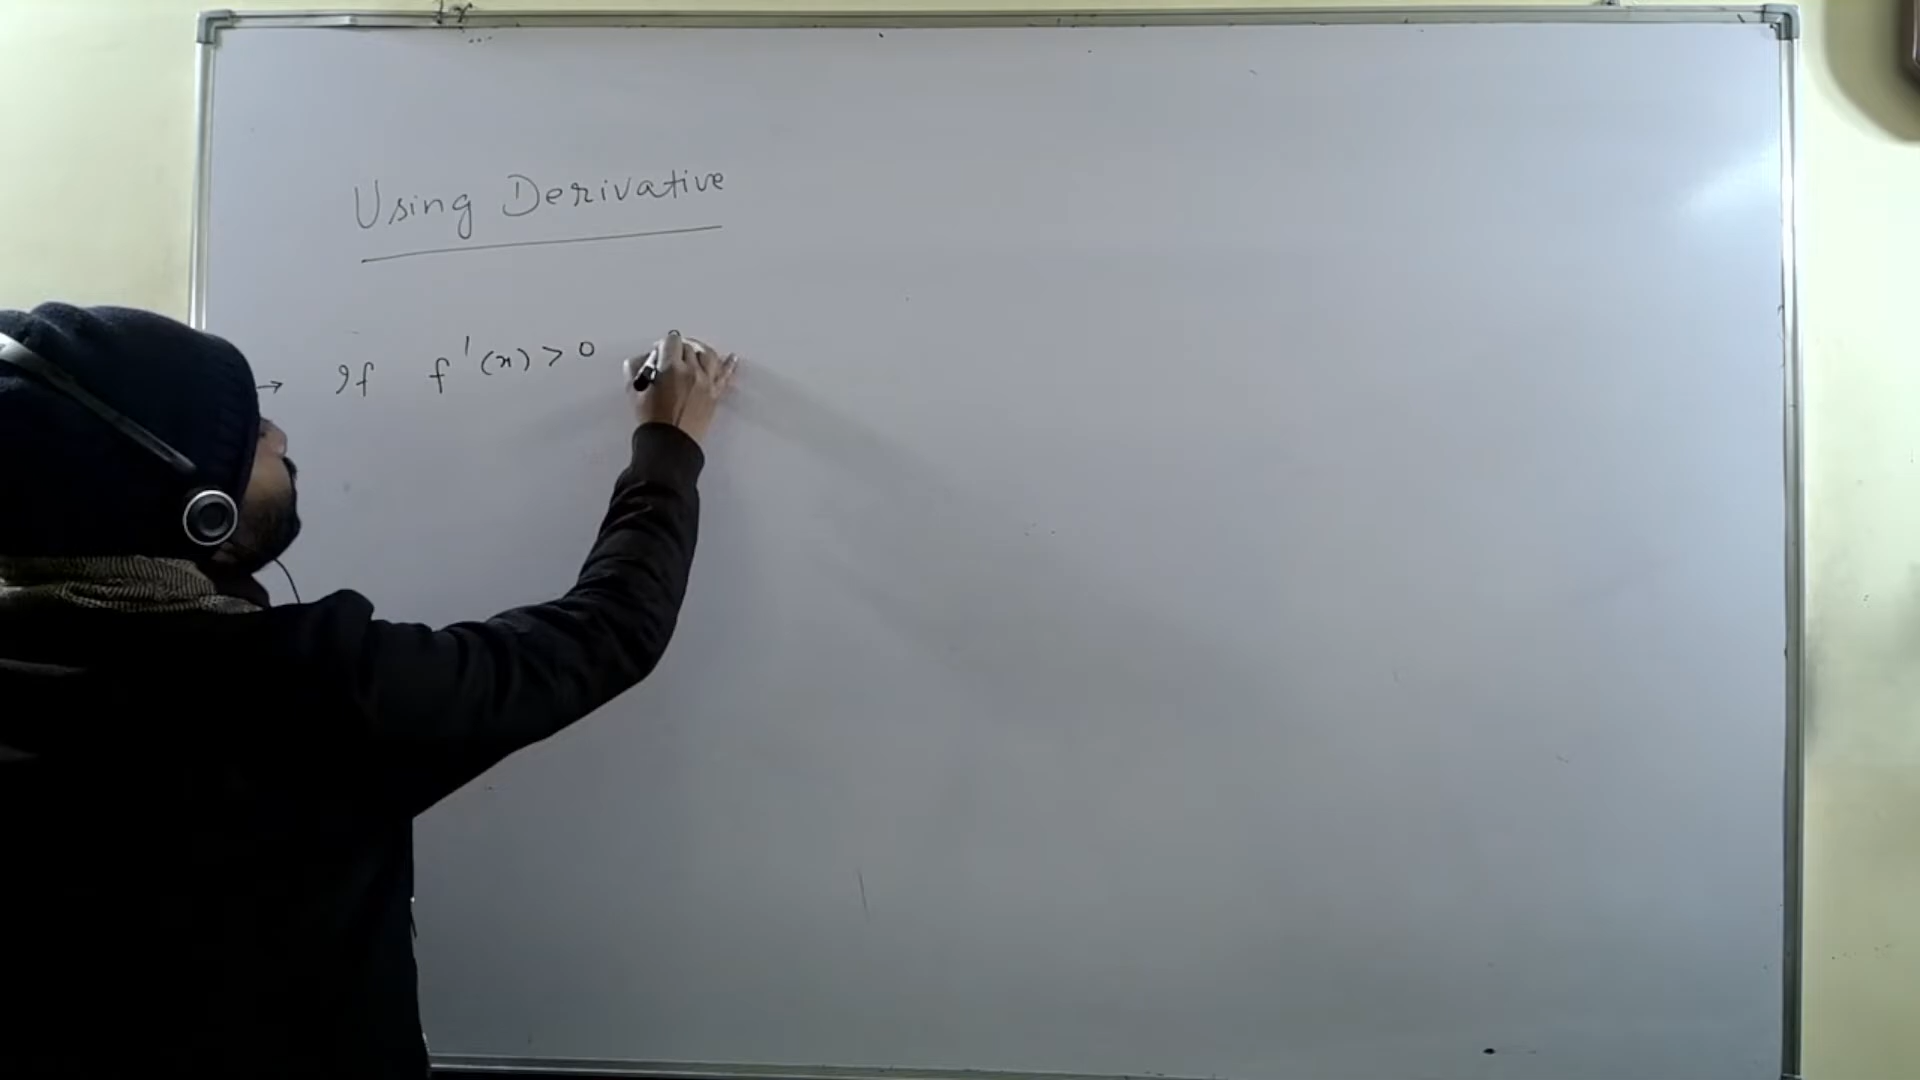 Using Derivative
→ If f'(x) > 0